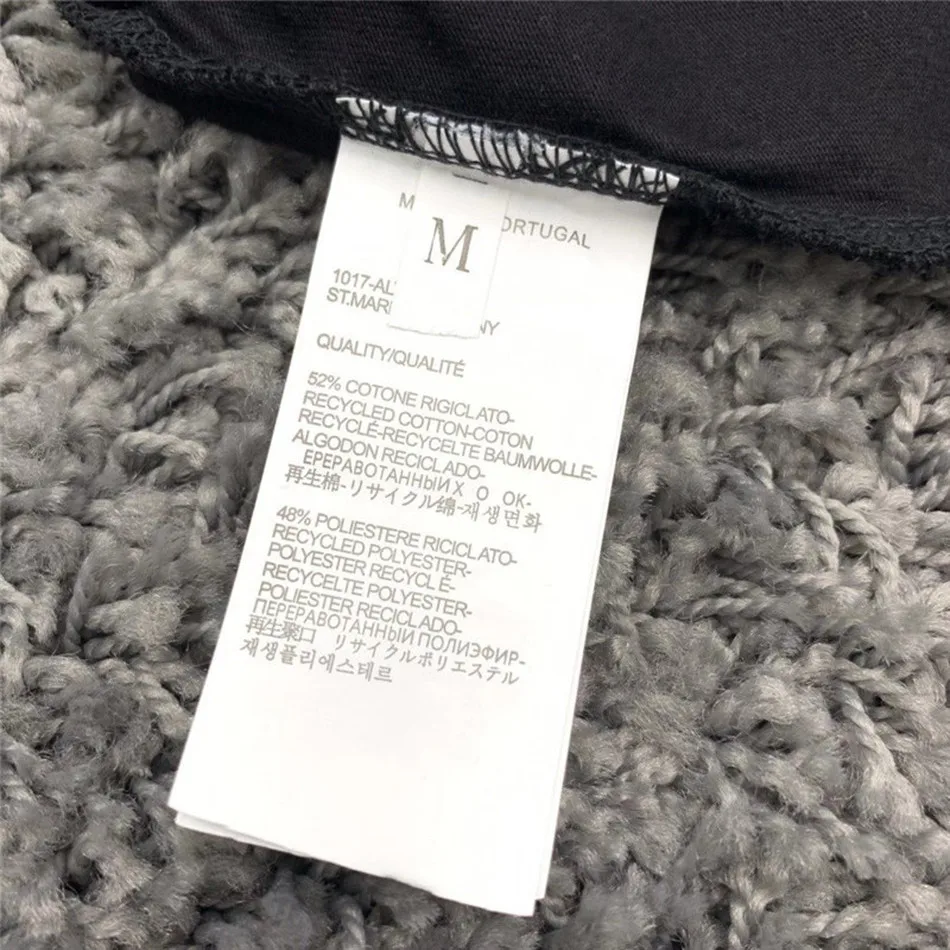 M
ORTUGAL
M
1017-AL
ST.MAR
NY
QUALITY/QUALITÉ
52% COTONE RIGICLATO-
RECYCLED COTTON-COTON
RECYCLÉ-RECYCELTE BAUMWOLLE-
ALGODON RECICLADO-
ЕРЕРАБОТАННЫИХ О ОК-
再生棉-リサイクル綿-재생면화
48% POLIESTERE RICICLATO-
RECYCLED POLYESTER-
POLYESTER RECYCLÉ-
RECYCELTE POLYESTER-
POLIESTER RECICLADO-
ПЕРЕРАБОТАННЫИ ПОЛИЭФИР-
再生聚口 リサイクルポリエステル
재생플리에스테르